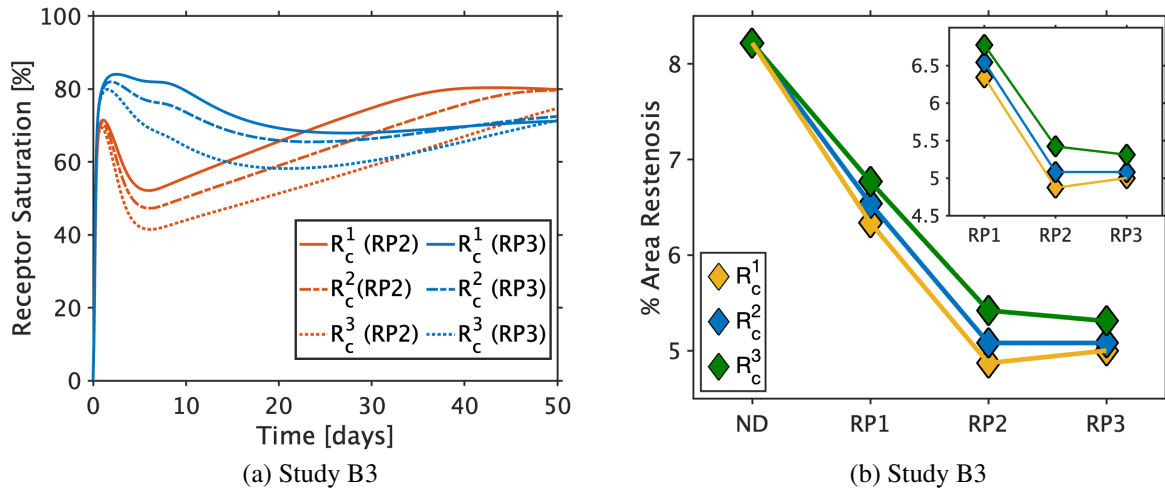 100
80
60
40
20
0
Receptor Saturation [%]
0 10 20 30 40 50
Time [days]
R_c^1 (RP2) R_c^1 (RP3)
R_c^2(RP2) R_c^2 (RP3)
R_c^3 (RP2) R_c^3 (RP3)
(a) Study B3
8
7
6
5
% Area Restenosis
ND RP1 RP2 RP3
R_c^1
R_c^2
R_c^3
6.5
6
5.5
5
4.5
RP1 RP2 RP3
(b) Study B3